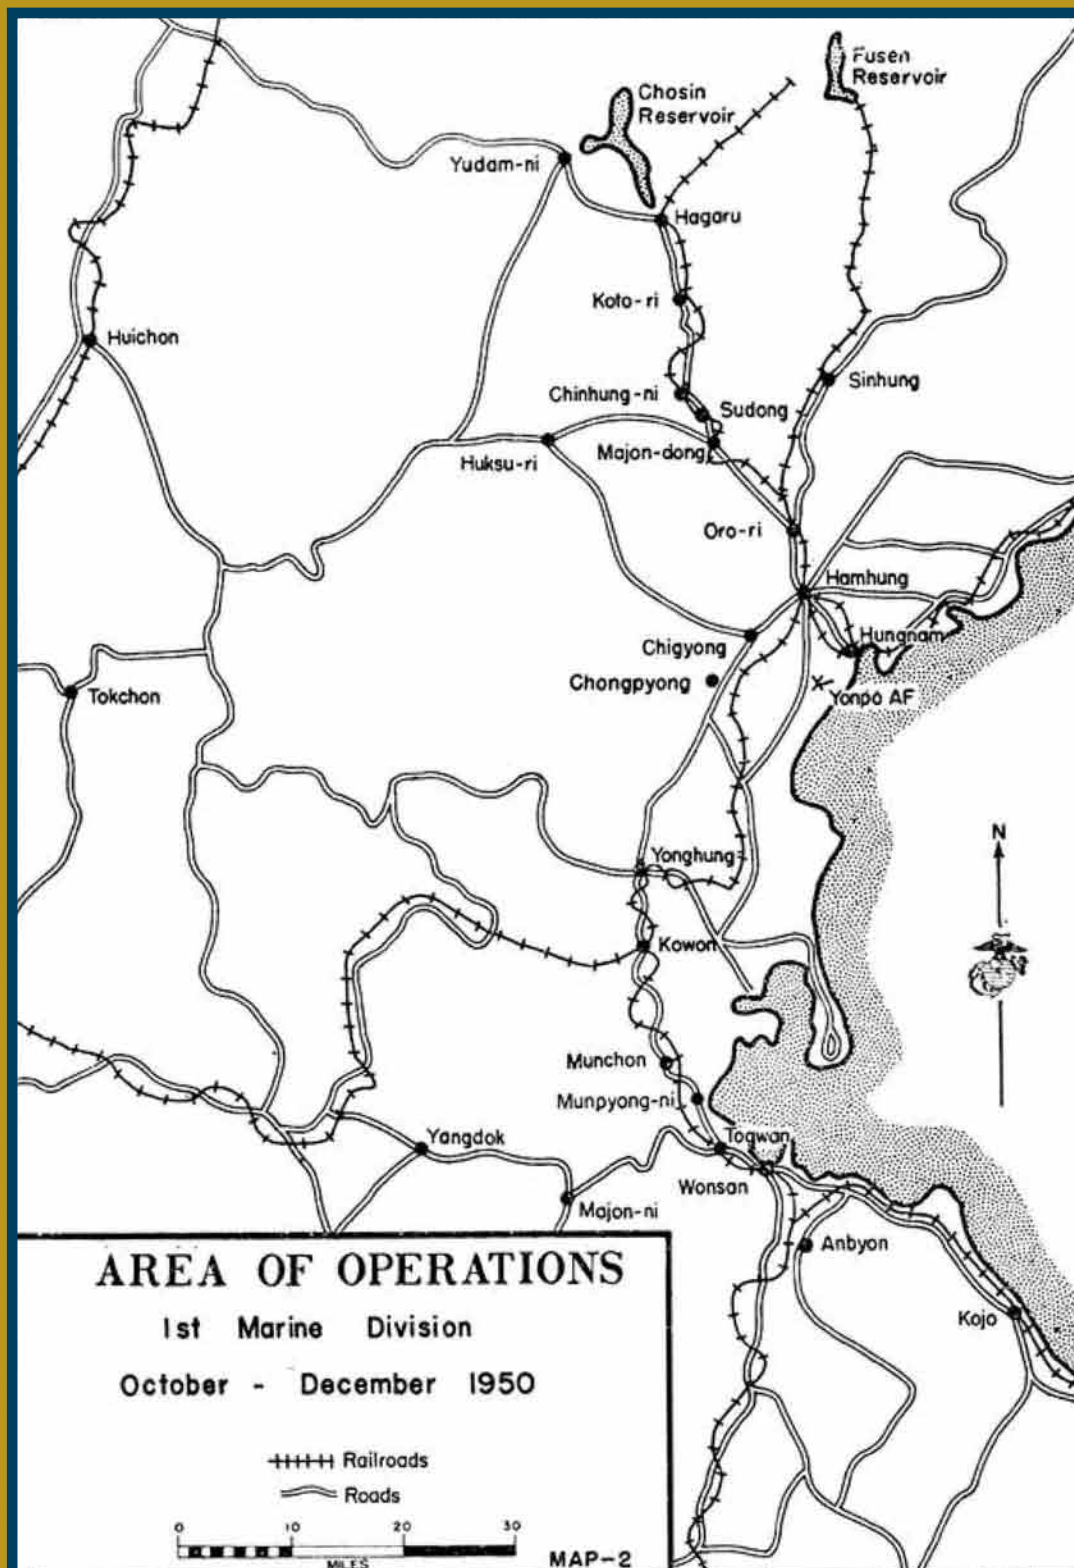 Fusen
Reservoir
Chosin
Reservoir
Yudam-ni
Hagaru
Koto-ri
Huichon
Sinhung
Chinhung-ni
Sudong
Majon-dong
Huksu-ri
Oro-ri
Hamhung
Hungnam
Chigyong
Chongpyong
Yonpo AF
Tokchon
N
Yonghung
Kowon
Munchon
Munpyong-ni
Togwan
Yangdok
Wonsan
Majon-ni
Anbyon
Kojo
AREA OF OPERATIONS
1st Marine Division
October - December 1950
Railroads
Roads
0 10 20 30
MILES
MAP-2